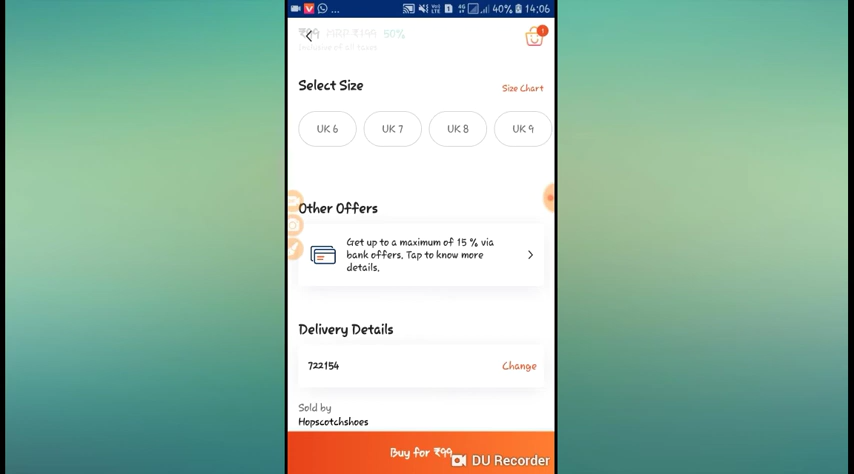 ... 40% 14:06
₹99 MRP ₹199 50%
Inclusive of all taxes
1
Select Size
Size Chart
UK 6 UK 7 UK 8 UK 9
Other Offers
Get up to a maximum of 15 % via
bank offers. Tap to know more
details.
Delivery Details
722154 Change
Sold by
Hopscotchshoes
Buy for ₹99
DU Recorder